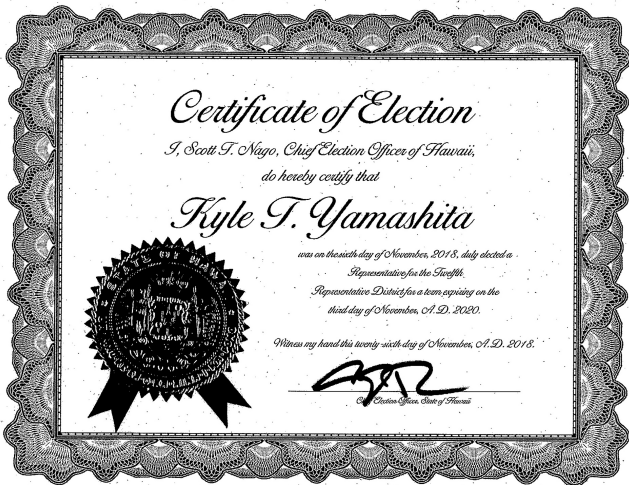 Certificate of Election
I, Scott T. Nago, Chief Election Officer of Hawaii,
do hereby certify that
Kyle T. Yamashita
was on the sixth day of November, 2018, duly elected a
Representative for the Twelfth
Representative District for a term expiring on the
third day of November, A.D. 2020.
Witness my hand this twenty-sixth day of November, A.D. 2018.
STATE OF
Chief Election Officer, State of Hawaii